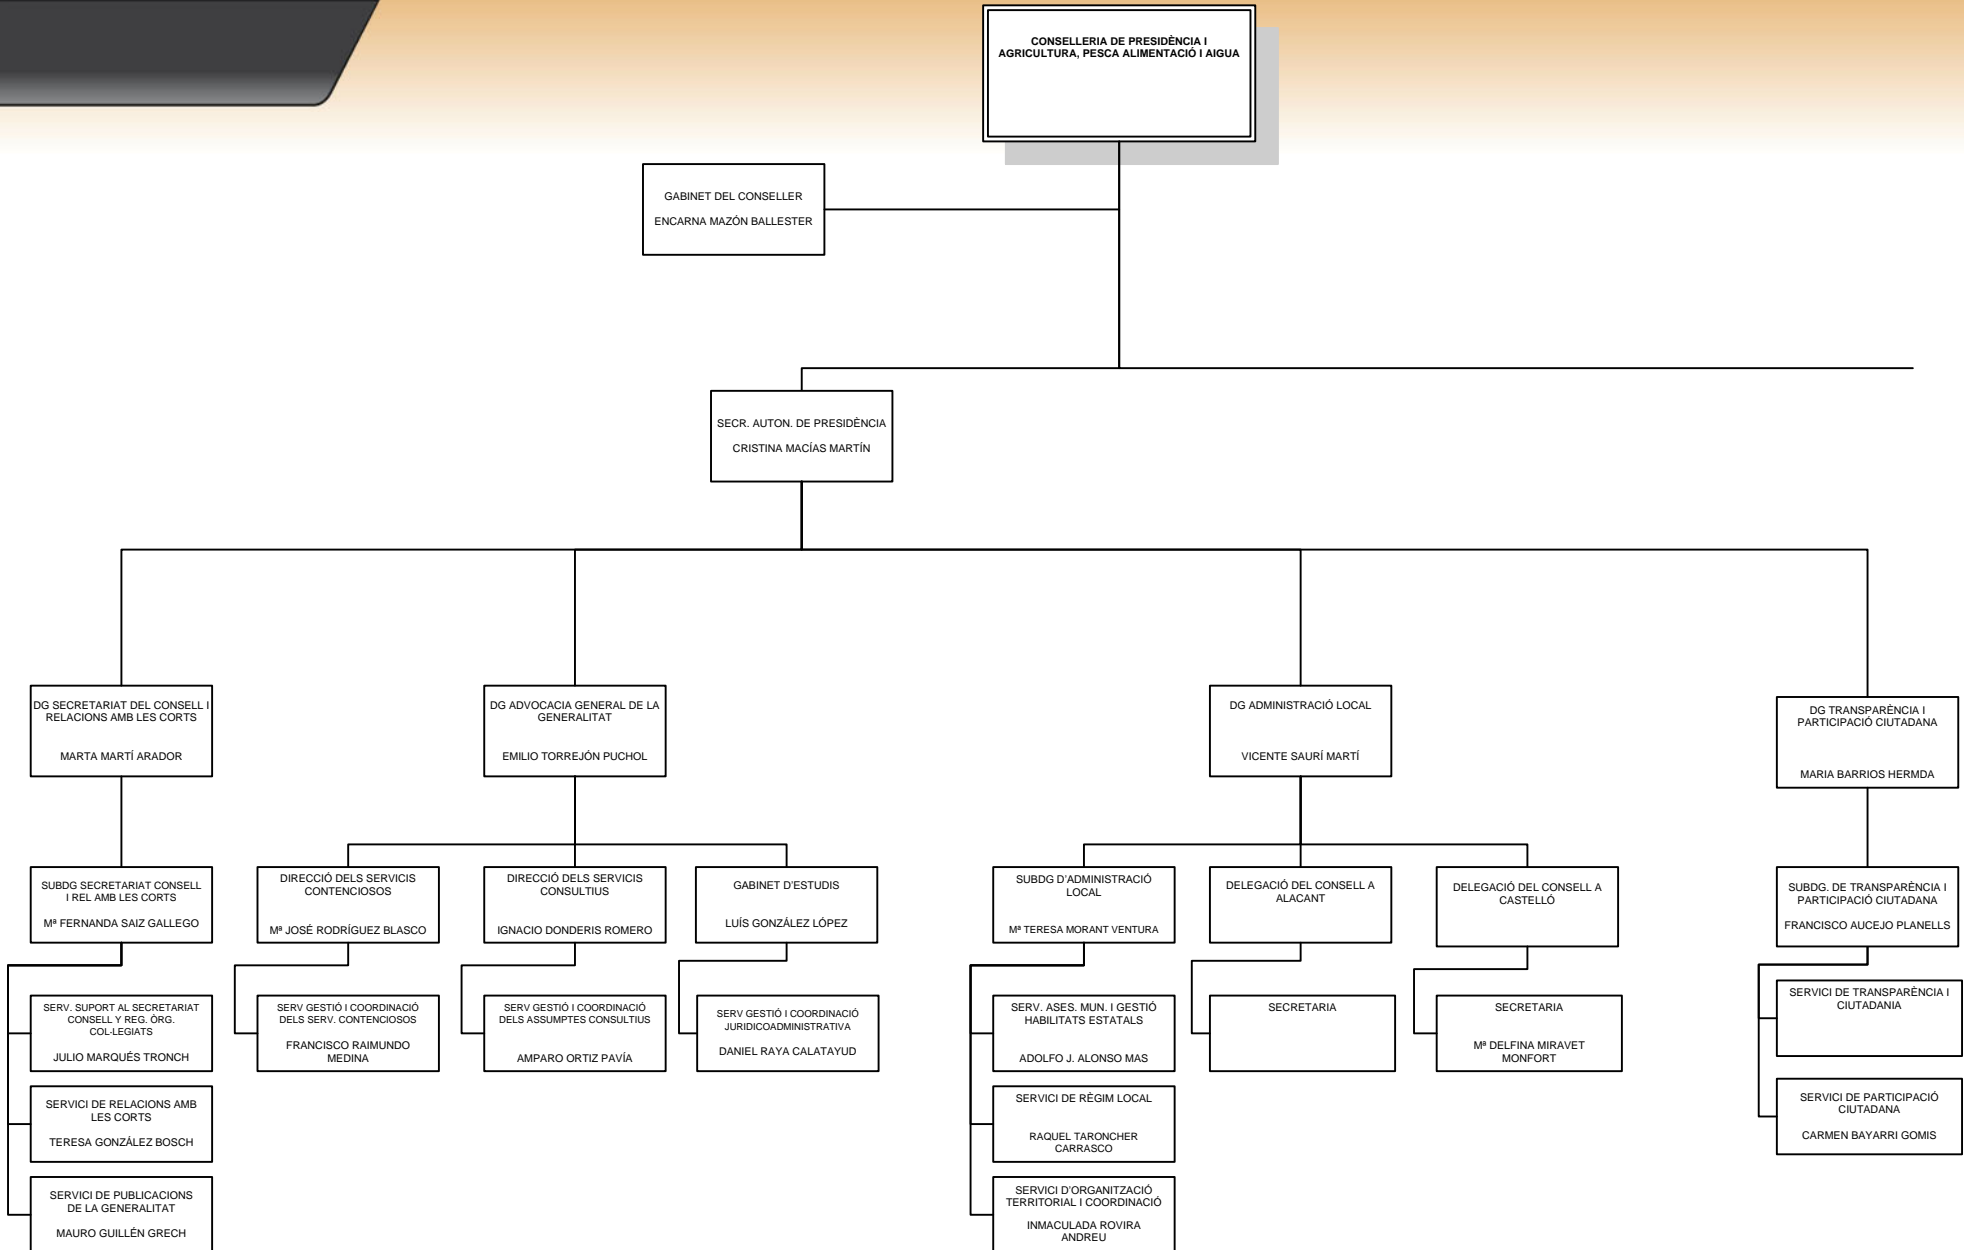 CONSELLERIA DE PRESIDÈNCIA I
AGRICULTURA, PESCA ALIMENTACIÓ I AIGUA
GABINET DEL CONSELLER
ENCARNA MAZÓN BALLESTER
SECR. AUTON. DE PRESIDÈNCIA
CRISTINA MACÍAS MARTÍN
DG SECRETARIAT DEL CONSELL I
RELACIONS AMB LES CORTS
MARTA MARTÍ ARADOR
DG ADVOCACIA GENERAL DE LA
GENERALITAT
EMILIO TORREJÓN PUCHOL
DG ADMINISTRACIÓ LOCAL
VICENTE SAURÍ MARTÍ
DG TRANSPARÈNCIA I
PARTICIPACIÓ CIUTADANA
MARIA BARRIOS HERMDA
SUBDG SECRETARIAT CONSELL
I REL AMB LES CORTS
Mª FERNANDA SAIZ GALLEGO
DIRECCIÓ DELS SERVICIS
CONTENCIOSOS
Mª JOSÉ RODRÍGUEZ BLASCO
DIRECCIÓ DELS SERVICIS
CONSULTIUS
IGNACIO DONDERIS ROMERO
GABINET D'ESTUDIS
LUÍS GONZÁLEZ LÓPEZ
SUBDG D'ADMINISTRACIÓ
LOCAL
Mª TERESA MORANT VENTURA
DELEGACIÓ DEL CONSELL A
ALACANT
DELEGACIÓ DEL CONSELL A
CASTELLÓ
SUBDG. DE TRANSPARÈNCIA I
PARTICIPACIÓ CIUTADANA
FRANCISCO AUCEJO PLANELLS
SERV. SUPORT AL SECRETARIAT
CONSELL Y REG. ÒRG.
COL-LEGIATS
JULIO MARQUÉS TRONCH
SERV GESTIÓ I COORDINACIÓ
DELS SERV. CONTENCIOSOS
FRANCISCO RAIMUNDO
MEDINA
SERV GESTIÓ I COORDINACIÓ
DELS ASSUMPTES CONSULTIUS
AMPARO ORTIZ PAVÍA
SERV GESTIÓ I COORDINACIÓ
JURIDICOADMINISTRATIVA
DANIEL RAYA CALATAYUD
SERV. ASES. MUN. I GESTIÓ
HABILITATS ESTATALS
ADOLFO J. ALONSO MAS
SECRETARIA
SECRETARIA
Mª DELFINA MIRAVET
MONFORT
SERVICI DE TRANSPARÈNCIA I
CIUTADANIA
SERVICI DE RELACIONS AMB
LES CORTS
TERESA GONZÁLEZ BOSCH
SERVICI DE RÈGIM LOCAL
RAQUEL TARONCHER
CARRASCO
SERVICI DE PARTICIPACIÓ
CIUTADANA
CARMEN BAYARRI GOMIS
SERVICI DE PUBLICACIONS
DE LA GENERALITAT
MAURO GUILLÉN GRECH
SERVICI D'ORGANITZACIÓ
TERRITORIAL I COORDINACIÓ
INMACULADA ROVIRA
ANDREU